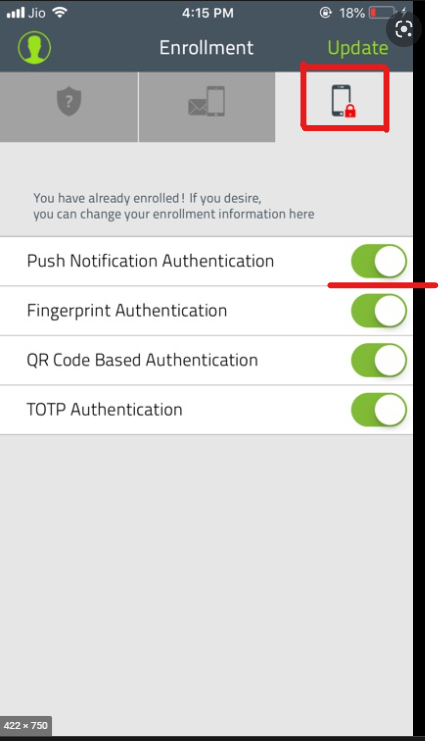 Jio 4:15 PM 18%
Enrollment Update
?
You have already enrolled! If you desire,
you can change your enrollment information here
Push Notification Authentication
Fingerprint Authentication
QR Code Based Authentication
TOTP Authentication
422 × 750